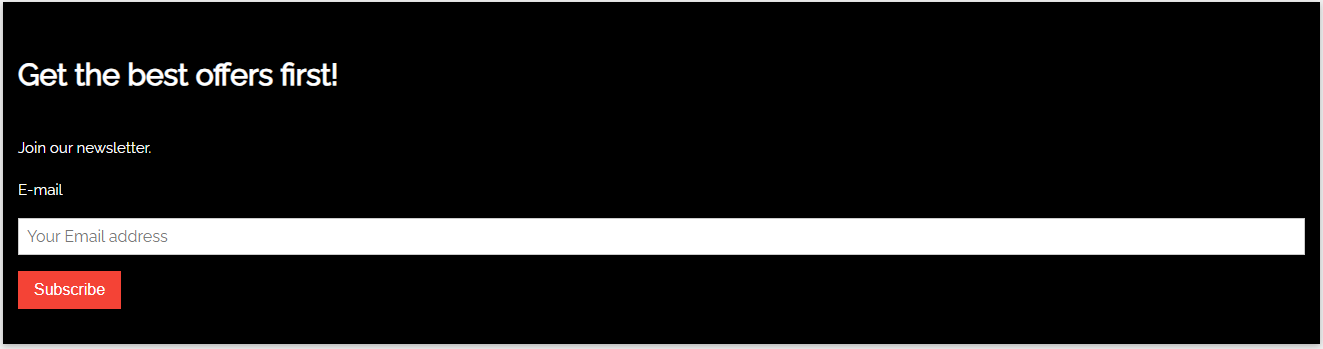 Get the best offers first!
Join our newsletter.
E-mail
Your Email address
Subscribe